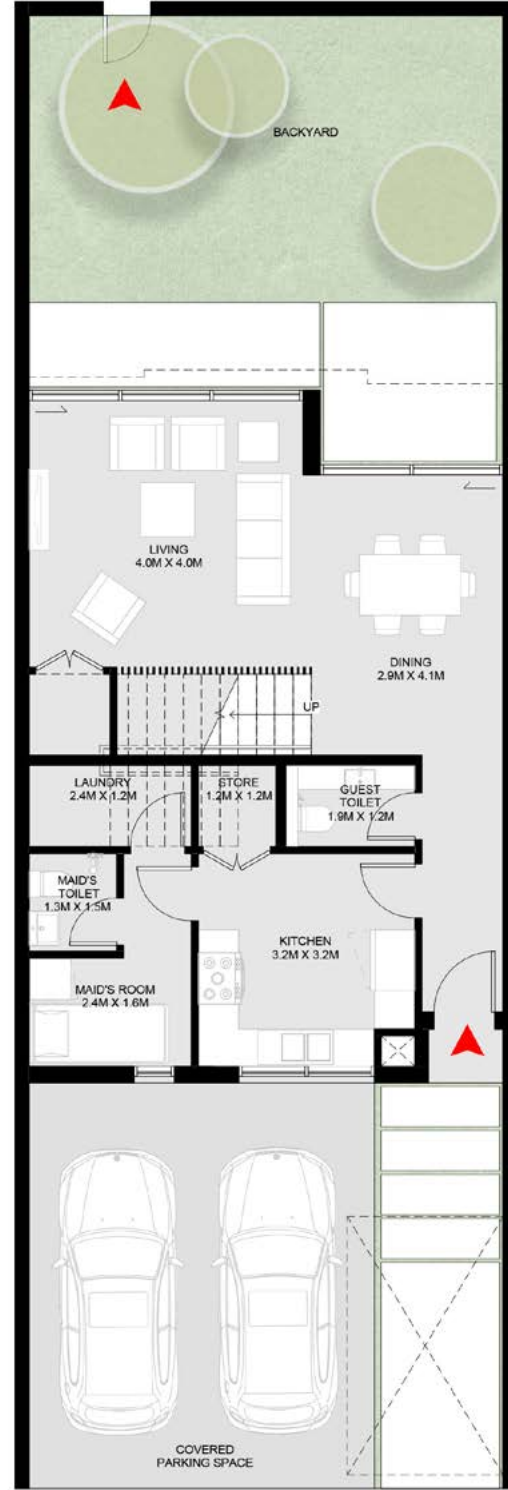 BACKYARD
LIVING
4.0M X 4.0M
DINING
2.9M X 4.1M
UP
LAUNDRY
2.4M X 1.2M
STORE
1.2M X 1.2M
GUEST
TOILET
1.9M X 1.2M
MAID'S
TOILET
1.3M X 1.5M
KITCHEN
3.2M X 3.2M
MAID'S ROOM
2.4M X 1.6M
COVERED
PARKING SPACE